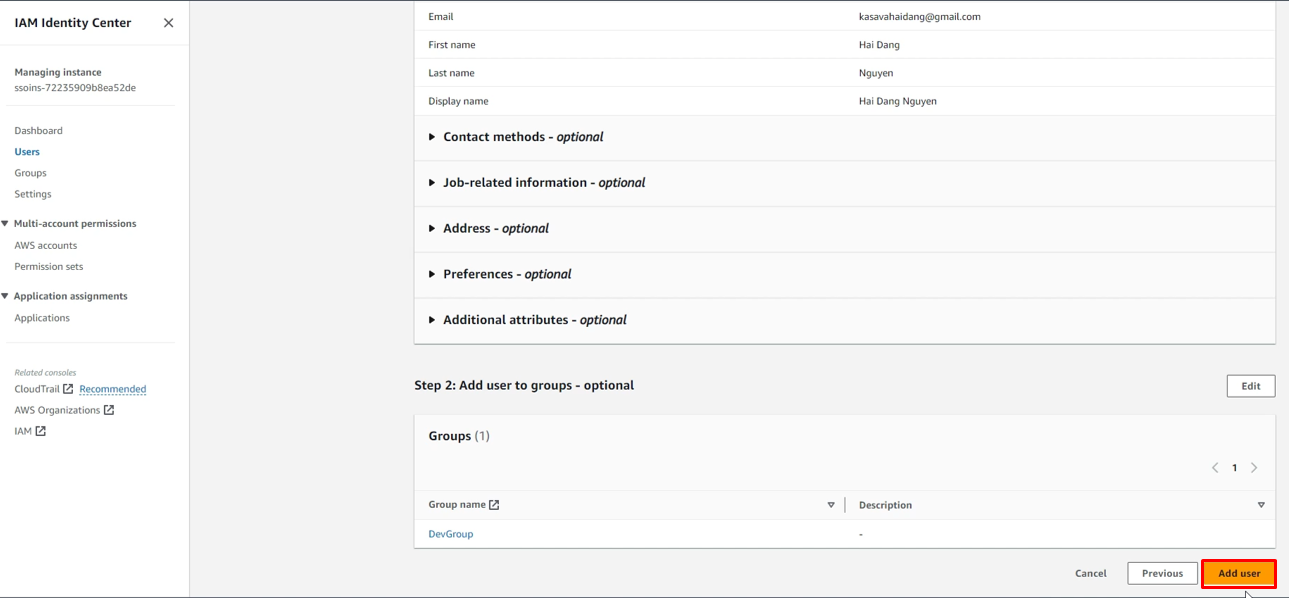 IAM Identity Center
Managing instance
ssoins-72235909b8ea52de
Dashboard
Users
Groups
Settings
Multi-account permissions
AWS accounts
Permission sets
Application assignments
Applications
Related consoles
CloudTrail Recommended
AWS Organizations
IAM
Email kasavahaidang@gmail.com
First name Hai Dang
Last name Nguyen
Display name Hai Dang Nguyen
Contact methods - optional
Job-related information - optional
Address - optional
Preferences - optional
Additional attributes - optional
Step 2: Add user to groups - optional Edit
Groups (1)
1
Group name Description
DevGroup -
Cancel Previous Add user